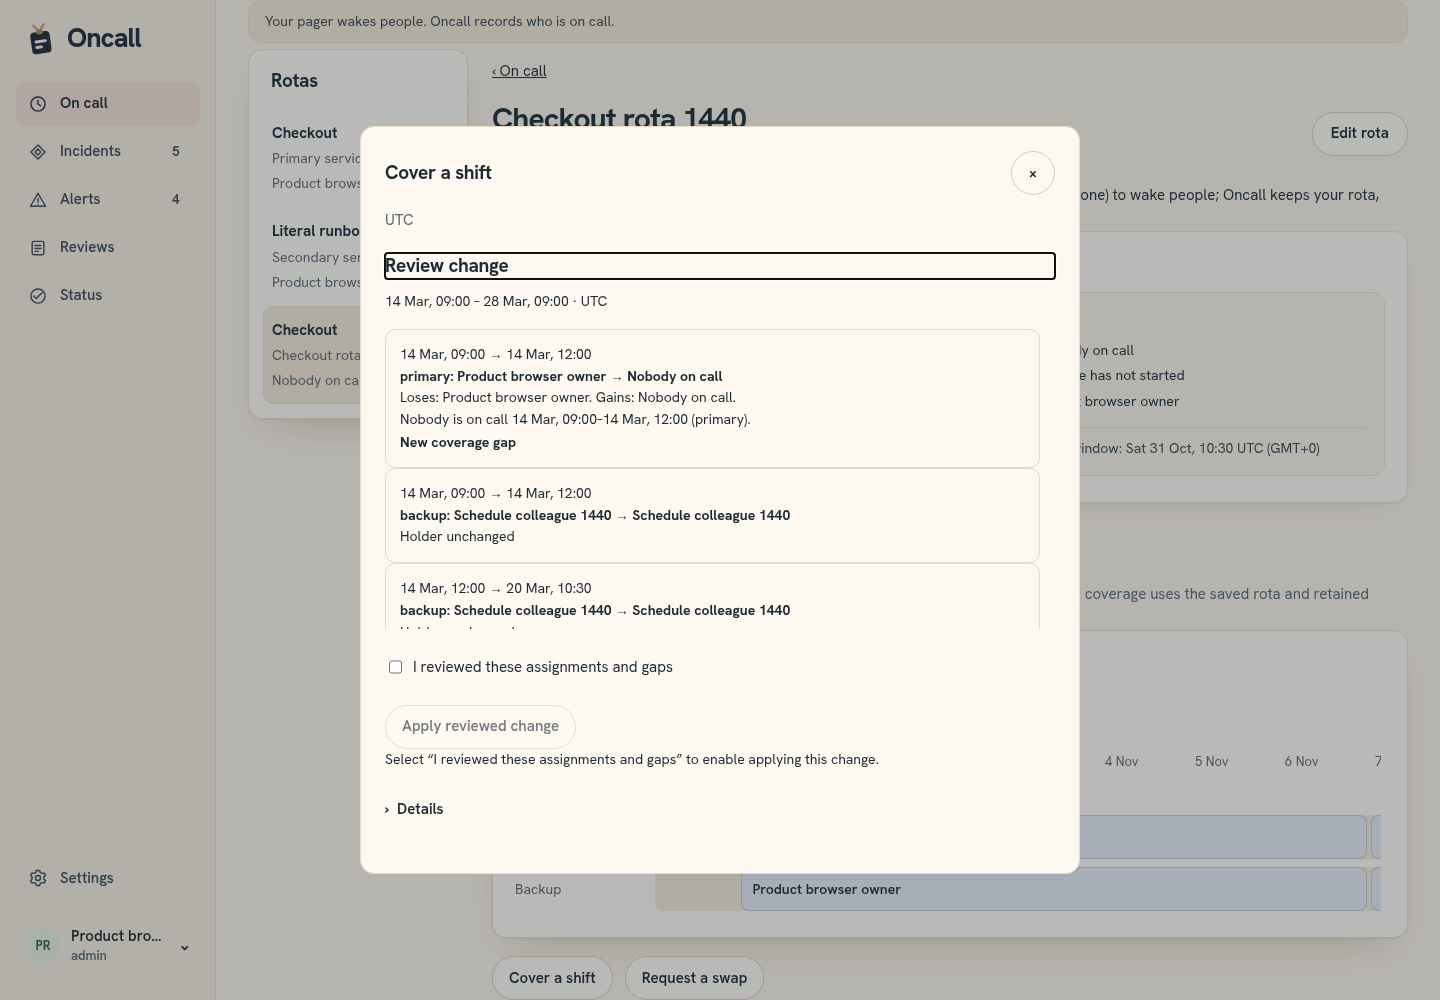 Oncall
On call
Incidents 5
Alerts 4
Reviews
Status
Settings
PR
Product bro...
admin
Your pager wakes people. Oncall records who is on call.
Rotas
Checkout
Primary servic
Product brows
Literal runbo
Secondary ser
Product brows
Checkout
Checkout rota
Nobody on ca
‹ On call
Checkout rota 1440
Edit rota
one) to wake people; Oncall keeps your rota,
Cover a shift
×
UTC
Review change
14 Mar, 09:00 – 28 Mar, 09:00 · UTC
14 Mar, 09:00 → 14 Mar, 12:00
primary: Product browser owner → Nobody on call
Loses: Product browser owner. Gains: Nobody on call.
Nobody is on call 14 Mar, 09:00–14 Mar, 12:00 (primary).
New coverage gap
14 Mar, 09:00 → 14 Mar, 12:00
backup: Schedule colleague 1440 → Schedule colleague 1440
Holder unchanged
14 Mar, 12:00 → 20 Mar, 10:30
backup: Schedule colleague 1440 → Schedule colleague 1440
I reviewed these assignments and gaps
Apply reviewed change
Select “I reviewed these assignments and gaps” to enable applying this change.
› Details
y on call
e has not started
browser owner
indow: Sat 31 Oct, 10:30 UTC (GMT+0)
coverage uses the saved rota and retained
4 Nov 5 Nov 6 Nov 7
Backup Product browser owner
Cover a shift Request a swap